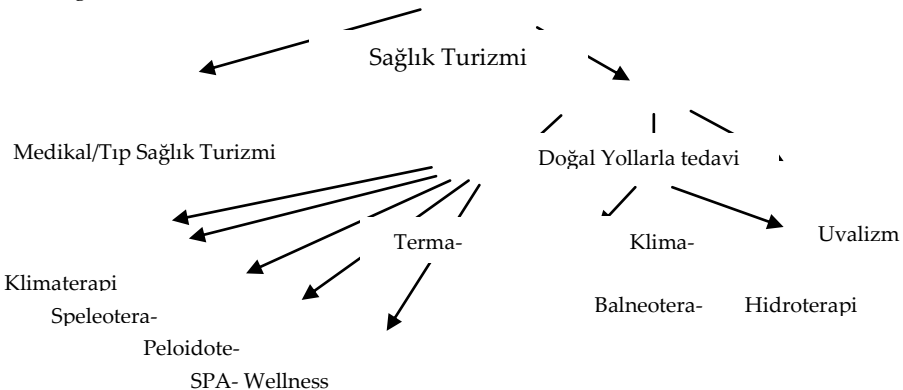 Sağlık Turizmi
Medikal/Tıp Sağlık Turizmi
Doğal Yollarla tedavi
Terma-
Klima-
Uvalizm
Klimaterapi
Balneotera-
Hidroterapi
Speleotera-
Peloidote-
SPA- Wellness